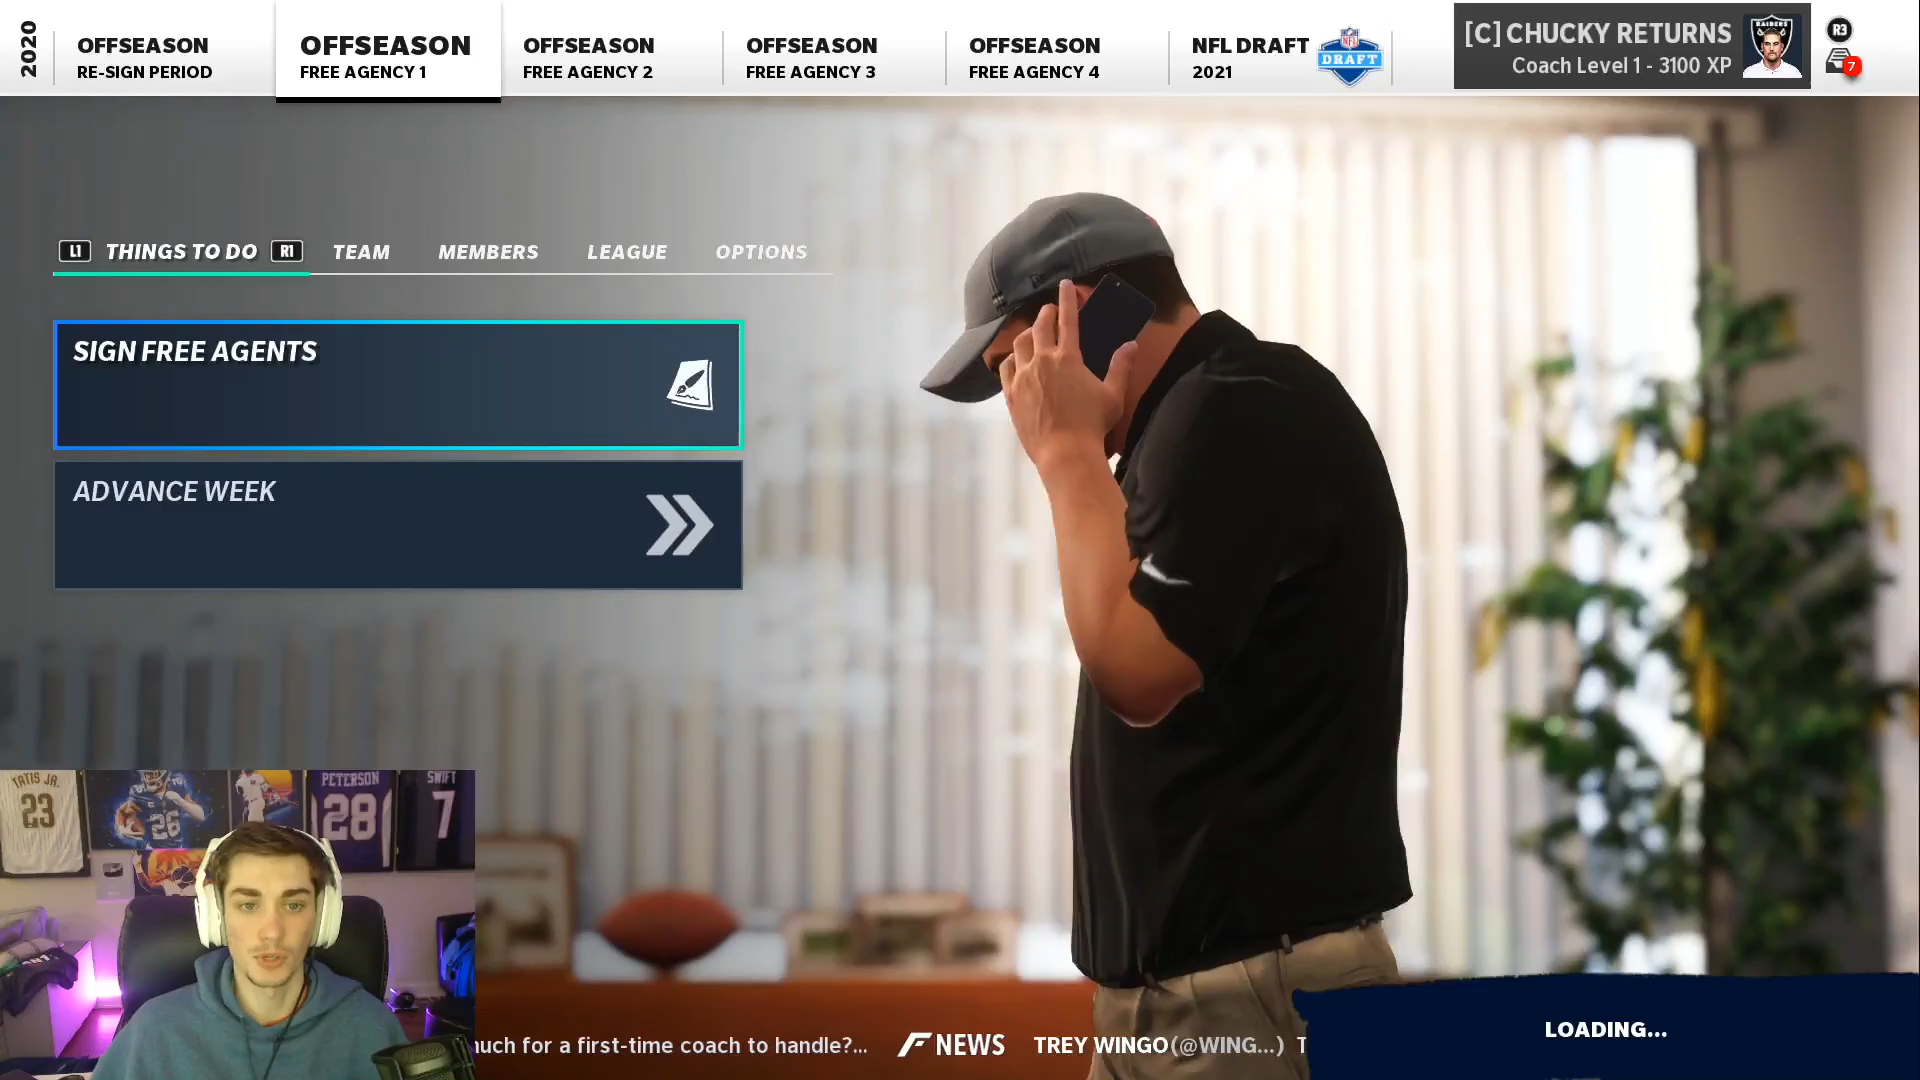 2020
OFFSEASON
RE-SIGN PERIOD
OFFSEASON
FREE AGENCY 1
OFFSEASON
FREE AGENCY 2
OFFSEASON
FREE AGENCY 3
OFFSEASON
FREE AGENCY 4
NFL DRAFT
2021
NFL
DRAFT
[C] CHUCKY RETURNS
Coach Level 1 - 3100 XP
RAIDERS
R3
7
L1 THINGS TO DO R1 TEAM MEMBERS LEAGUE OPTIONS
SIGN FREE AGENTS
ADVANCE WEEK
TATIS JR.
23
26
PETERSON
28
SWIFT
7
much for a first-time coach to handle?... NEWS TREY WINGO(@WING...) T
LOADING...